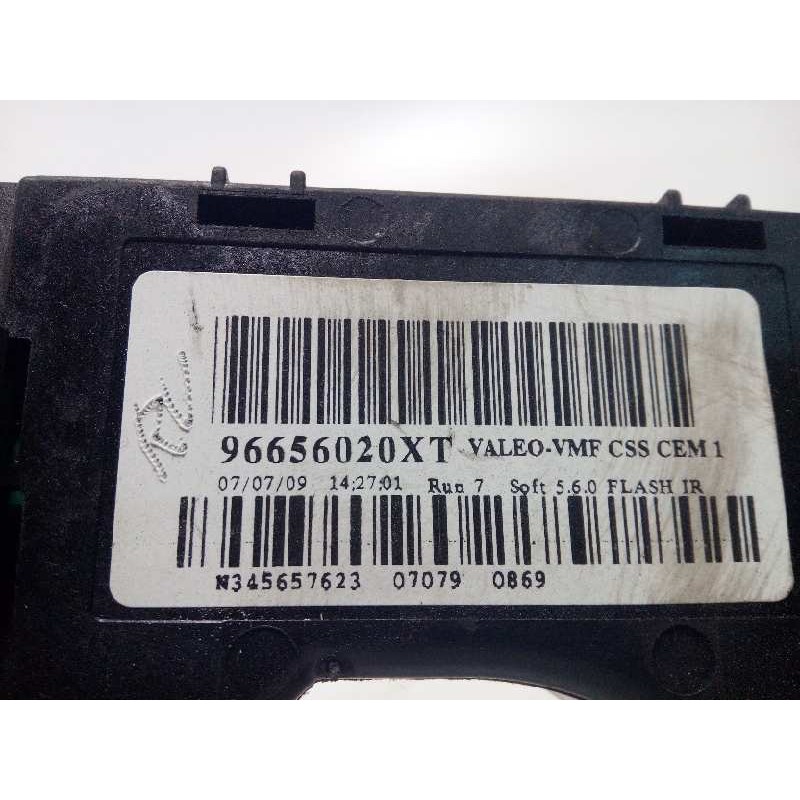 96656020XT VALEO-VMF CSS CEM 1
07/07/09 14:27:01 Run 7 Soft 5.6.0 FLASH IR
N345657623 07079 0869